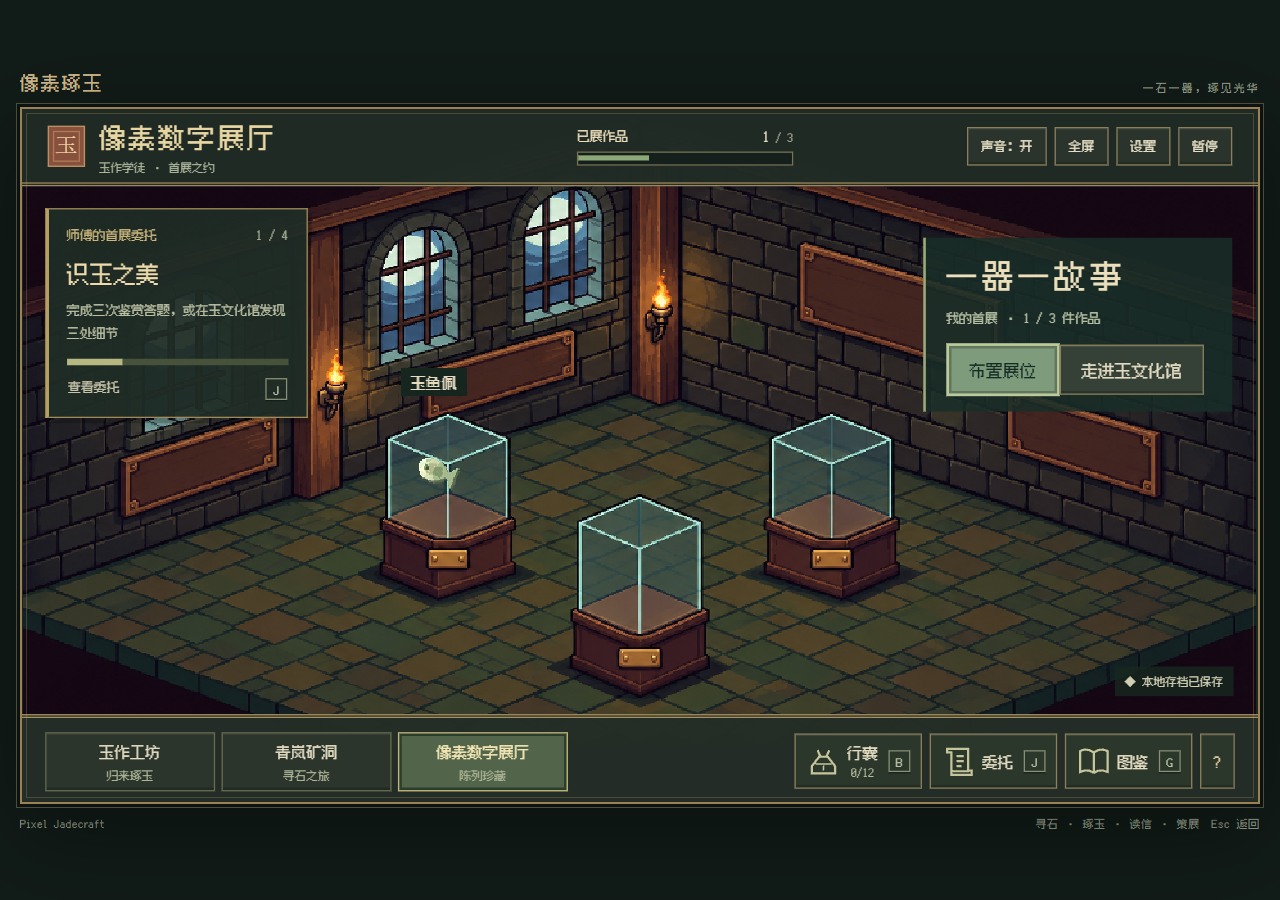 像素琢玉
一石一器，琢见光华
玉
像素数字展厅
玉作学徒 · 首展之约
已展作品 1 / 3
声音：开
全屏
设置
暂停
师傅的首展委托 1 / 4
识玉之美
完成三次鉴赏答题，或在玉文化馆发现
三处细节
查看委托 J
一器一故事
我的首展 · 1 / 3 件作品
布置展位
走进玉文化馆
玉鱼佩
◆ 本地存档已保存
玉作工坊
归来琢玉
青岚矿洞
寻石之旅
像素数字展厅
陈列珍藏
行囊
0/12
B
委托 J
图鉴 G
?
Pixel Jadecraft
寻石 · 琢玉 · 读信 · 策展 Esc 返回